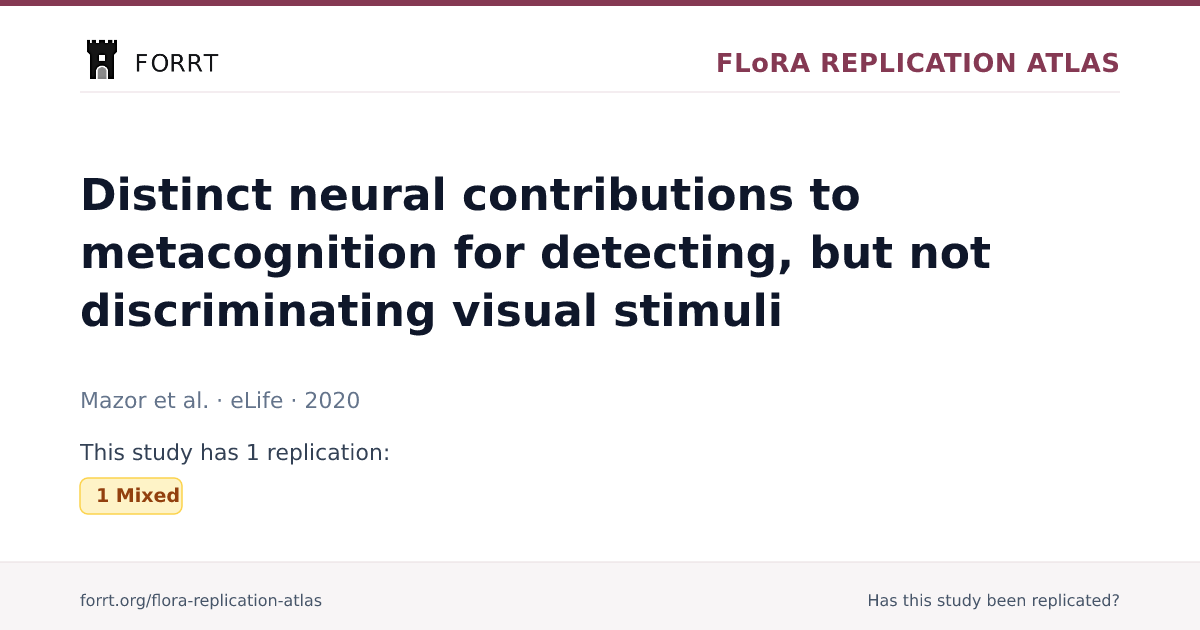 FORRT
FLoRA REPLICATION ATLAS
Distinct neural contributions to
metacognition for detecting, but not
discriminating visual stimuli
Mazor et al. · eLife · 2020
This study has 1 replication:
1 Mixed
forrt.org/flora-replication-atlas
Has this study been replicated?